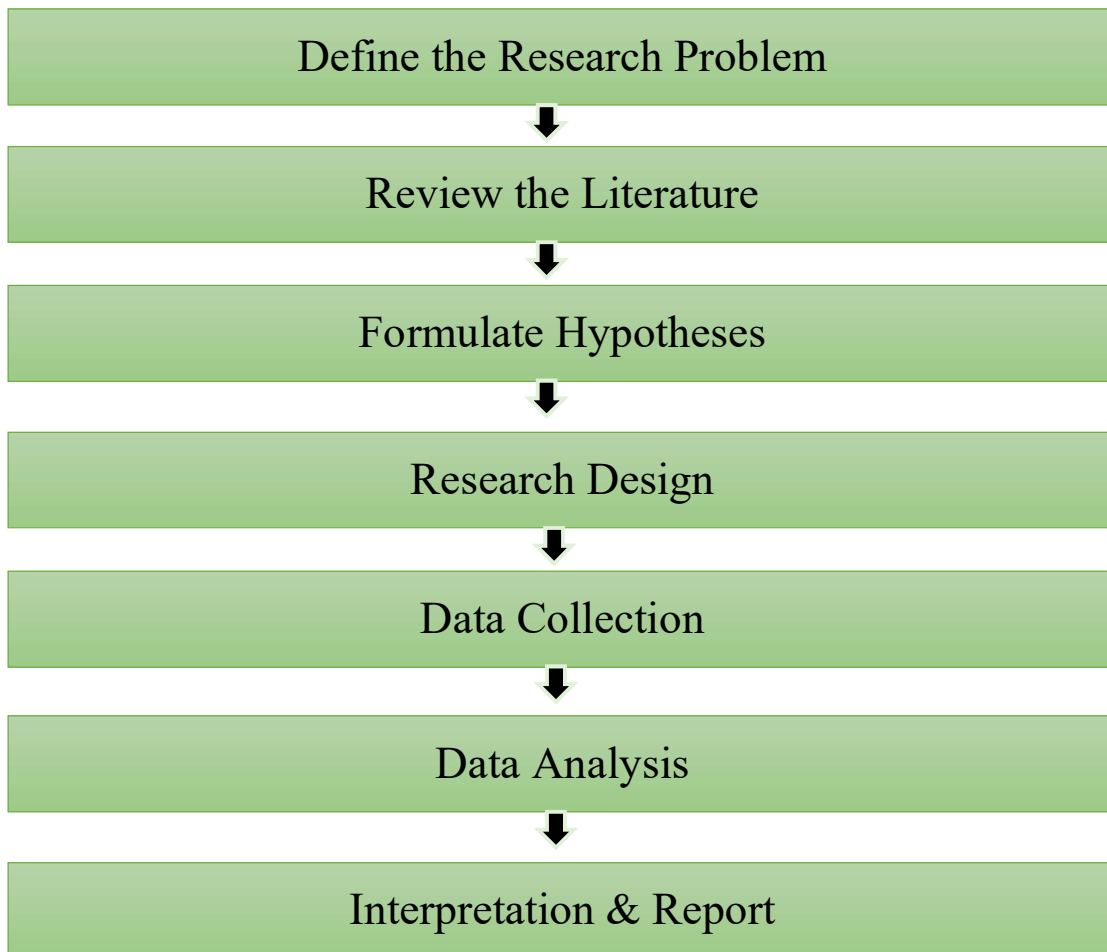 Define the Research Problem
Review the Literature
Formulate Hypotheses
Research Design
Data Collection
Data Analysis
Interpretation & Report